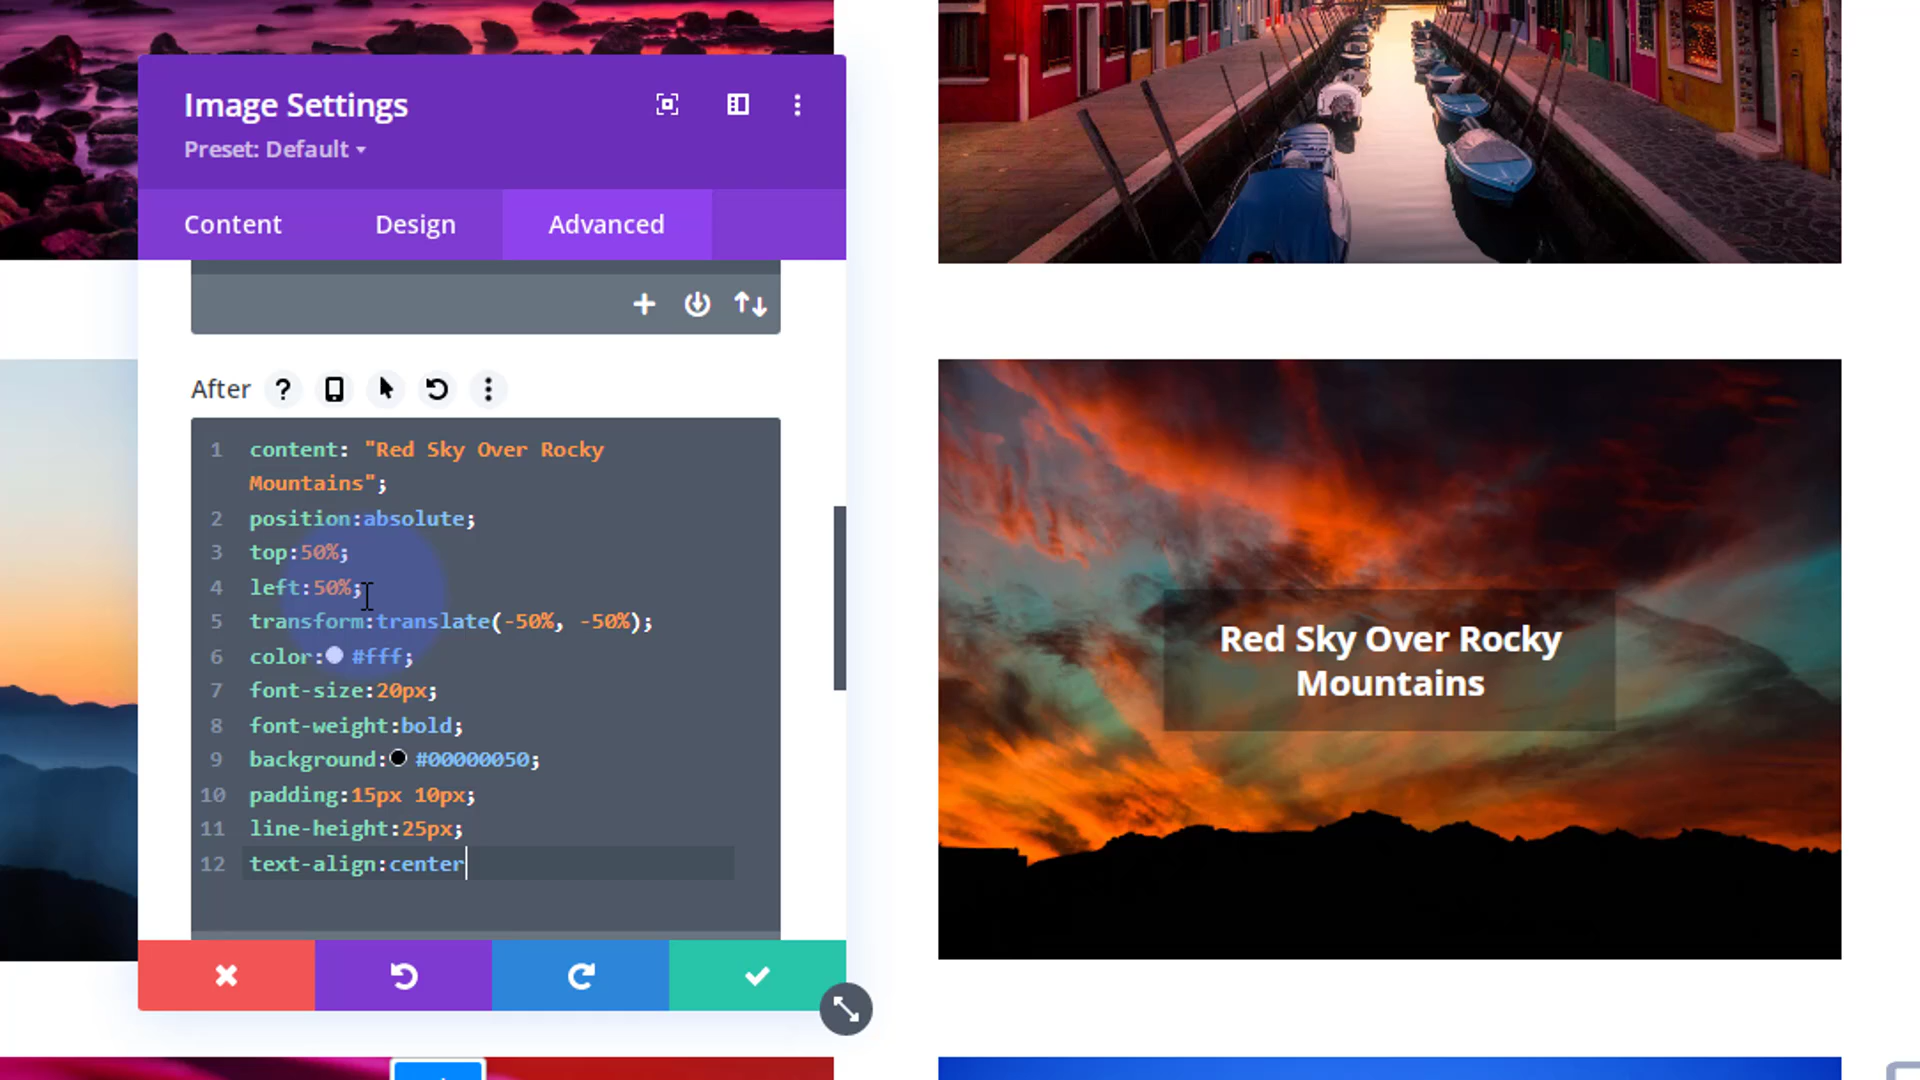 Image Settings
Preset: Default
Content
Design
Advanced
After
1 content: "Red Sky Over Rocky
Mountains";
2 position:absolute;
3 top:50%;
4 left:50%;
5 transform:translate(-50%, -50%);
6 color: #fff;
7 font-size:20px;
8 font-weight:bold;
9 background: #00000050;
10 padding:15px 10px;
11 line-height:25px;
12 text-align:center
Red Sky Over Rocky
Mountains